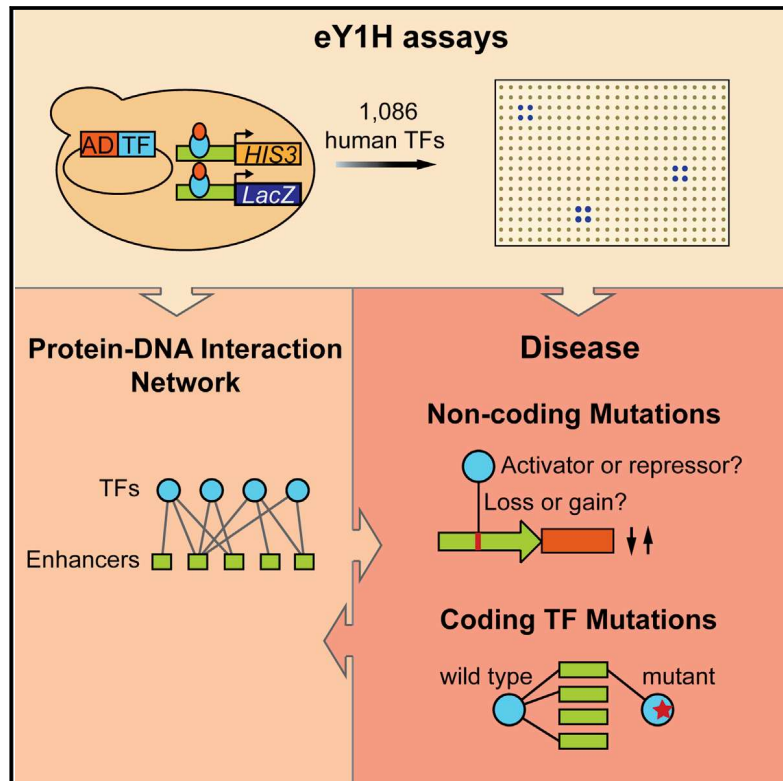 eY1H assays
AD TF
HIS3
LacZ
1,086
human TFs
Protein-DNA Interaction
Network
TFs
Enhancers
Disease
Non-coding Mutations
Activator or repressor?
Loss or gain?
Coding TF Mutations
wild type
mutant